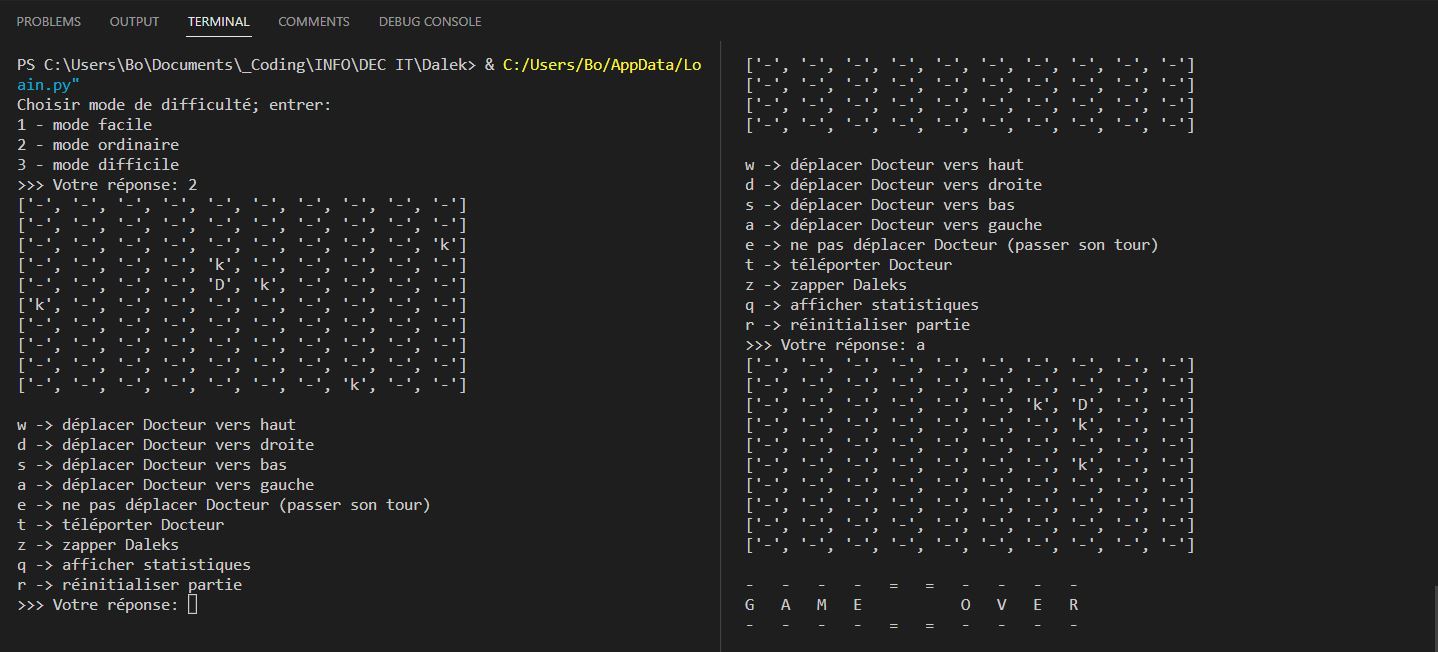 PROBLEMS OUTPUT TERMINAL COMMENTS DEBUG CONSOLE
PS C:\Users\Bo\Documents\_Coding\INFO\DEC IT\Dalek> & C:/Users/Bo/AppData/Lo
ain.py"
Choisir mode de difficulté; entrer:
1 - mode facile
2 - mode ordinaire
3 - mode difficile
>>> Votre réponse: 2
['-', '-', '-', '-', '-', '-', '-', '-', '-', '-']
['-', '-', '-', '-', '-', '-', '-', '-', '-', '-']
['-', '-', '-', '-', '-', '-', '-', '-', '-', 'k']
['-', '-', '-', '-', 'k', '-', '-', '-', '-', '-']
['-', '-', '-', '-', 'D', 'k', '-', '-', '-', '-']
['k', '-', '-', '-', '-', '-', '-', '-', '-', '-']
['-', '-', '-', '-', '-', '-', '-', '-', '-', '-']
['-', '-', '-', '-', '-', '-', '-', '-', '-', '-']
['-', '-', '-', '-', '-', '-', '-', '-', '-', '-']
['-', '-', '-', '-', '-', '-', '-', 'k', '-', '-']
w -> déplacer Docteur vers haut
d -> déplacer Docteur vers droite
s -> déplacer Docteur vers bas
a -> déplacer Docteur vers gauche
e -> ne pas déplacer Docteur (passer son tour)
t -> téléporter Docteur
z -> zapper Daleks
q -> afficher statistiques
r -> réinitialiser partie
>>> Votre réponse:
['-', '-', '-', '-', '-', '-', '-', '-', '-', '-']
['-', '-', '-', '-', '-', '-', '-', '-', '-', '-']
['-', '-', '-', '-', '-', '-', '-', '-', '-', '-']
['-', '-', '-', '-', '-', '-', '-', '-', '-', '-']
w -> déplacer Docteur vers haut
d -> déplacer Docteur vers droite
s -> déplacer Docteur vers bas
a -> déplacer Docteur vers gauche
e -> ne pas déplacer Docteur (passer son tour)
t -> téléporter Docteur
z -> zapper Daleks
q -> afficher statistiques
r -> réinitialiser partie
>>> Votre réponse: a
['-', '-', '-', '-', '-', '-', '-', '-', '-', '-']
['-', '-', '-', '-', '-', '-', '-', '-', '-', '-']
['-', '-', '-', '-', '-', '-', 'k', 'D', '-', '-']
['-', '-', '-', '-', '-', '-', '-', 'k', '-', '-']
['-', '-', '-', '-', '-', '-', '-', '-', '-', '-']
['-', '-', '-', '-', '-', '-', '-', 'k', '-', '-']
['-', '-', '-', '-', '-', '-', '-', '-', '-', '-']
['-', '-', '-', '-', '-', '-', '-', '-', '-', '-']
['-', '-', '-', '-', '-', '-', '-', '-', '-', '-']
['-', '-', '-', '-', '-', '-', '-', '-', '-', '-']
- - - - = = - - - -
G A M E O V E R
- - - - = = - - - -